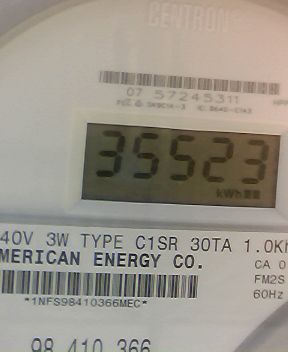 CENTRON
07 57245311
35523
kWh
40V 3W TYPE C1SR 30TA 1.0Kh
MERICAN ENERGY CO.
CA 0
FM2S
60Hz
*1NFS98410366MEC*
98 410 366